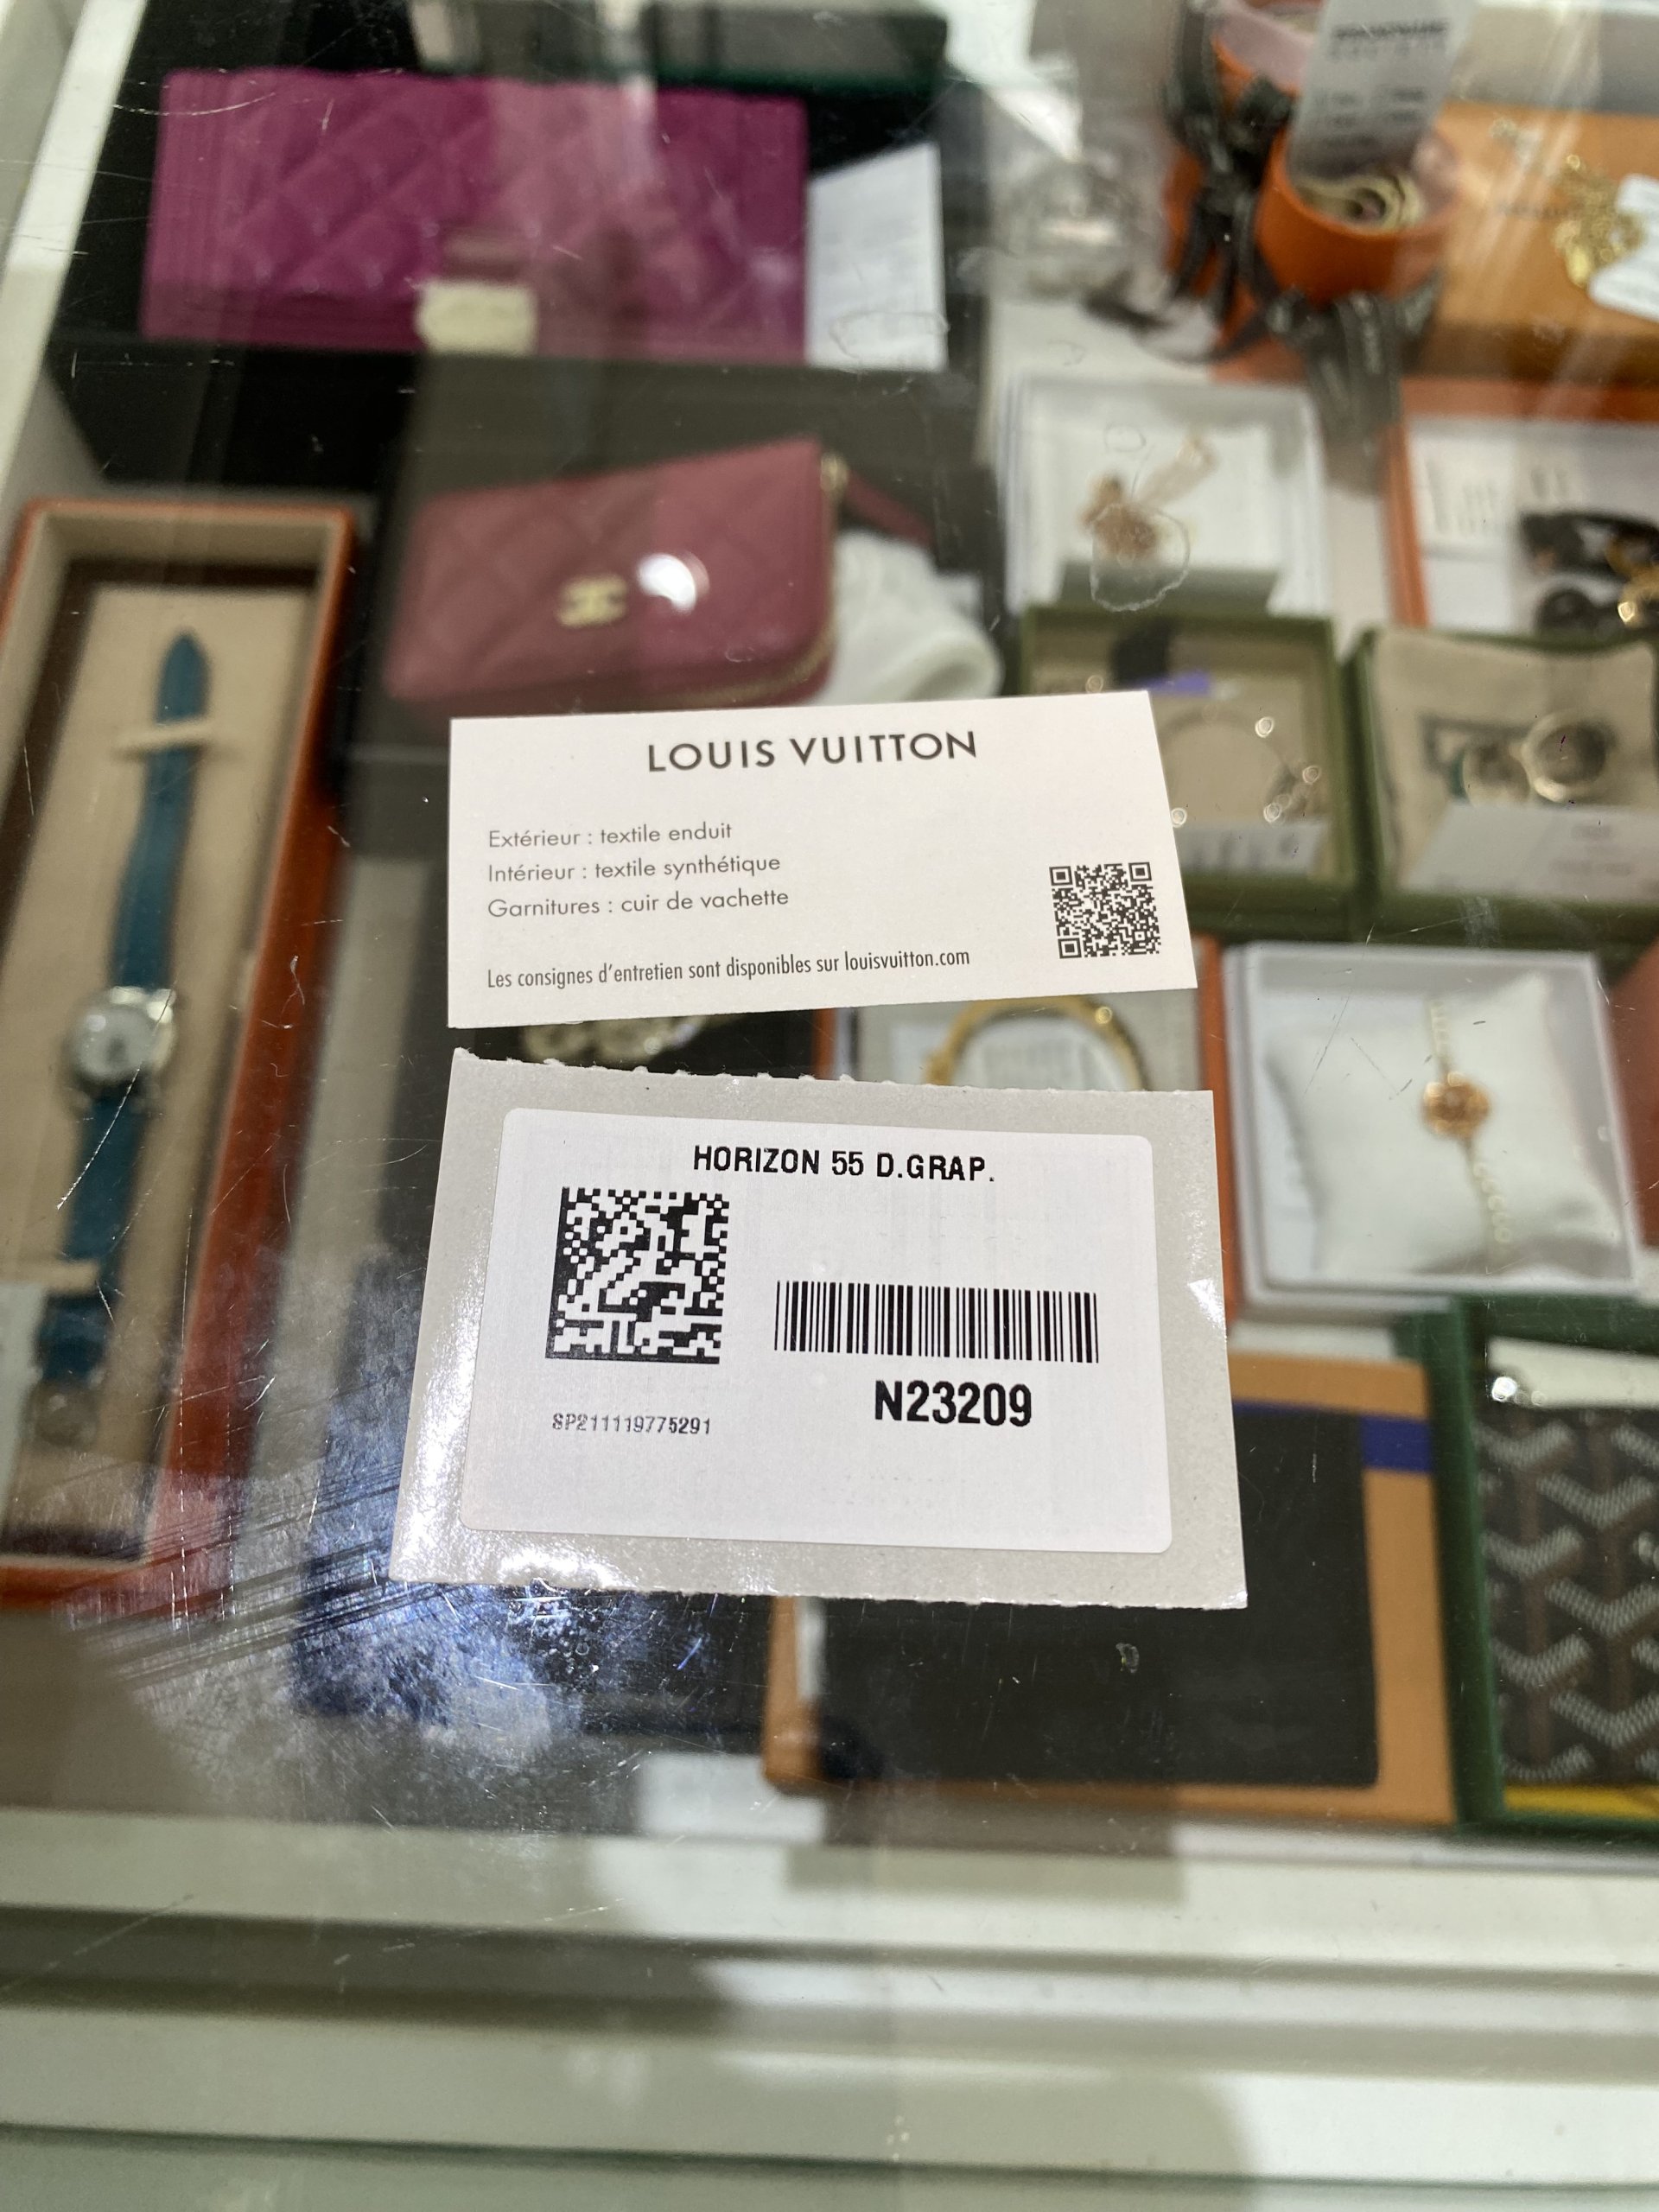 LOUIS VUITTON
Extérieur : textile enduit
Intérieur : textile synthétique
Garnitures : cuir de vachette
Les consignes d'entretien sont disponibles sur louisvuitton.com
HORIZON 55 D.GRAP.
N23209
SP211119775291